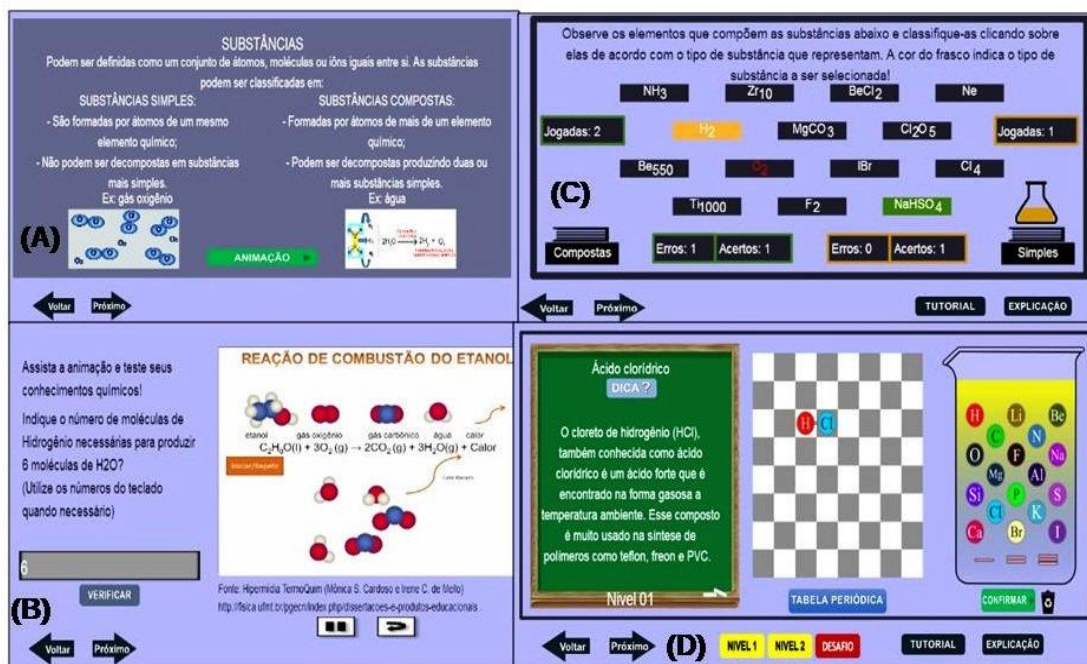 SUBSTÂNCIAS
Podem ser definidas como um conjunto de átomos, moléculas ou íons iguais entre si. As substâncias
podem ser classificadas em:
SUBSTÂNCIAS SIMPLES:
- São formadas por átomos de um mesmo
elemento químico;
- Não podem ser decompostas em substâncias
mais simples.
Ex: gás oxigênio
SUBSTÂNCIAS COMPOSTAS:
- Formadas por átomos de mais de um elemento
químico;
- Podem ser decompostas produzindo duas ou
mais substâncias simples.
Ex: água
(A)
ANIMAÇÃO
Voltar
Próximo
Observe os elementos que compõem as substâncias abaixo e classifique-as clicando sobre
elas de acordo com o tipo de substância que representam. A cor do frasco indica o tipo de
substância a ser selecionada!
NH3 Zr10 BeCl2 Ne
Jogadas: 2 H2 MgCO3 Cl2O5 Jogadas: 1
(C) Be550 O2 IBr Cl4
Ti1000 F2 NaHSO4
Compostas Erros: 1 Acertos: 1 Erros: 0 Acertos: 1 Simples
Voltar Próximo TUTORIAL EXPLICAÇÃO
Assista a animação e teste seus
conhecimentos químicos!
Indique o número de moléculas de
Hidrogênio necessárias para produzir
6 moléculas de H2O?
(Utilize os números do teclado
quando necessário)
6
VERIFICAR
(B)
Voltar Próximo
REAÇÃO DE COMBUSTÃO DO ETANOL
etanol gás oxigênio gás carbônico água calor
C2H6O(l) + 3O2(g) → 2CO2(g) + 3H2O(g) + Calor
Fonte: Hipermídia TermoQuim (Mônica S. Cardoso e Irene C. de Mello)
http://fisica.ufmt.br/pgecn/index.php/dissertacoes-e-produtos-educacionais
Ácido clorídrico
DICA ?
O cloreto de hidrogênio (HCl),
também conhecida como ácido
clorídrico é um ácido forte que é
encontrado na forma gasosa a
temperatura ambiente. Esse composto
é muito usado na síntese de
polímeros como teflon, freon e PVC.
Nível 01
H Cl
TABELA PERIÓDICA
H Li Be
C N
O F Na
Mg Al
Si P S
Cl K
Ca Br I
CONFIRMAR
Voltar Próximo (D) NIVEL 1 NIVEL 2 DESAFIO TUTORIAL EXPLICAÇÃO